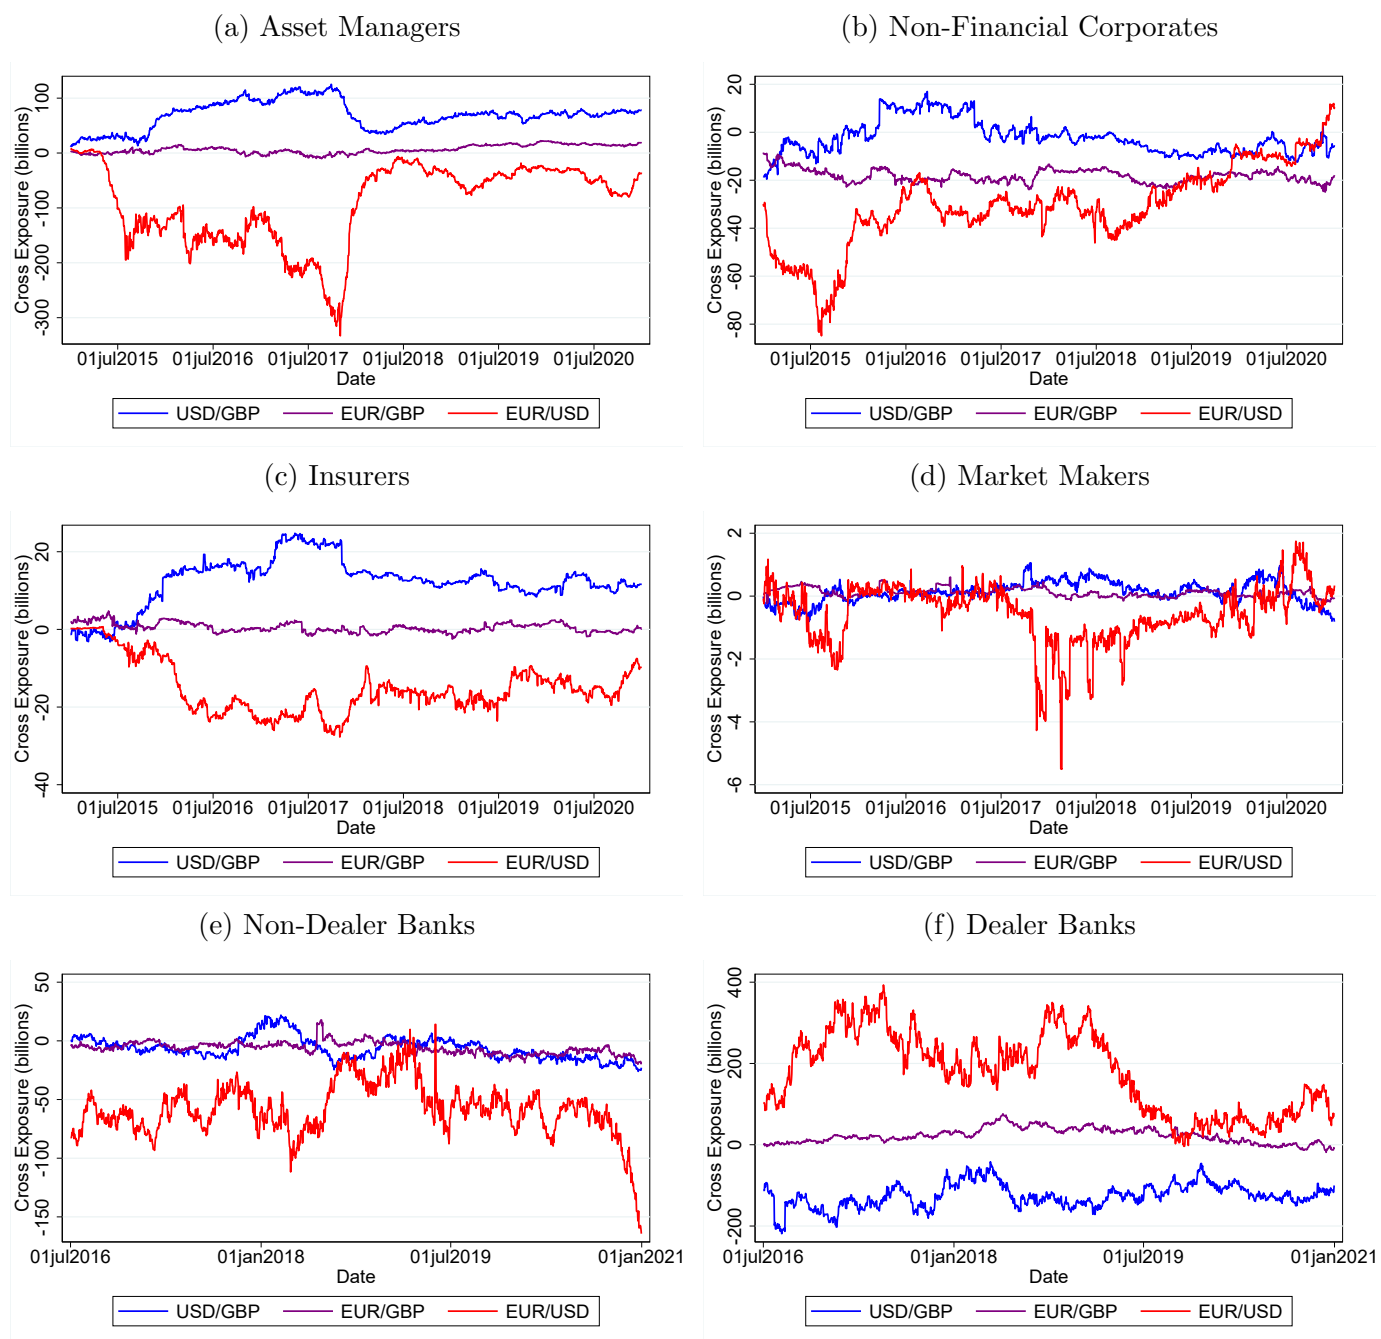 (a) Asset Managers
Cross Exposure (billions)
100
0
-100
-200
-300
01jul2015 01jul2016 01jul2017 01jul2018 01jul2019 01jul2020
Date
USD/GBP EUR/GBP EUR/USD
(b) Non-Financial Corporates
Cross Exposure (billions)
20
0
-20
-40
-60
-80
01jul2015 01jul2016 01jul2017 01jul2018 01jul2019 01jul2020
Date
USD/GBP EUR/GBP EUR/USD
(c) Insurers
Cross Exposure (billions)
20
0
-20
-40
01jul2015 01jul2016 01jul2017 01jul2018 01jul2019 01jul2020
Date
USD/GBP EUR/GBP EUR/USD
(d) Market Makers
Cross Exposure (billions)
2
0
-2
-4
-6
01jul2015 01jul2016 01jul2017 01jul2018 01jul2019 01jul2020
Date
USD/GBP EUR/GBP EUR/USD
(e) Non-Dealer Banks
Cross Exposure (billions)
50
0
-50
-100
-150
01jul2016 01jan2018 01jul2019 01jan2021
Date
USD/GBP EUR/GBP EUR/USD
(f) Dealer Banks
Cross Exposure (billions)
400
200
0
-200
01jul2016 01jan2018 01jul2019 01jan2021
Date
USD/GBP EUR/GBP EUR/USD